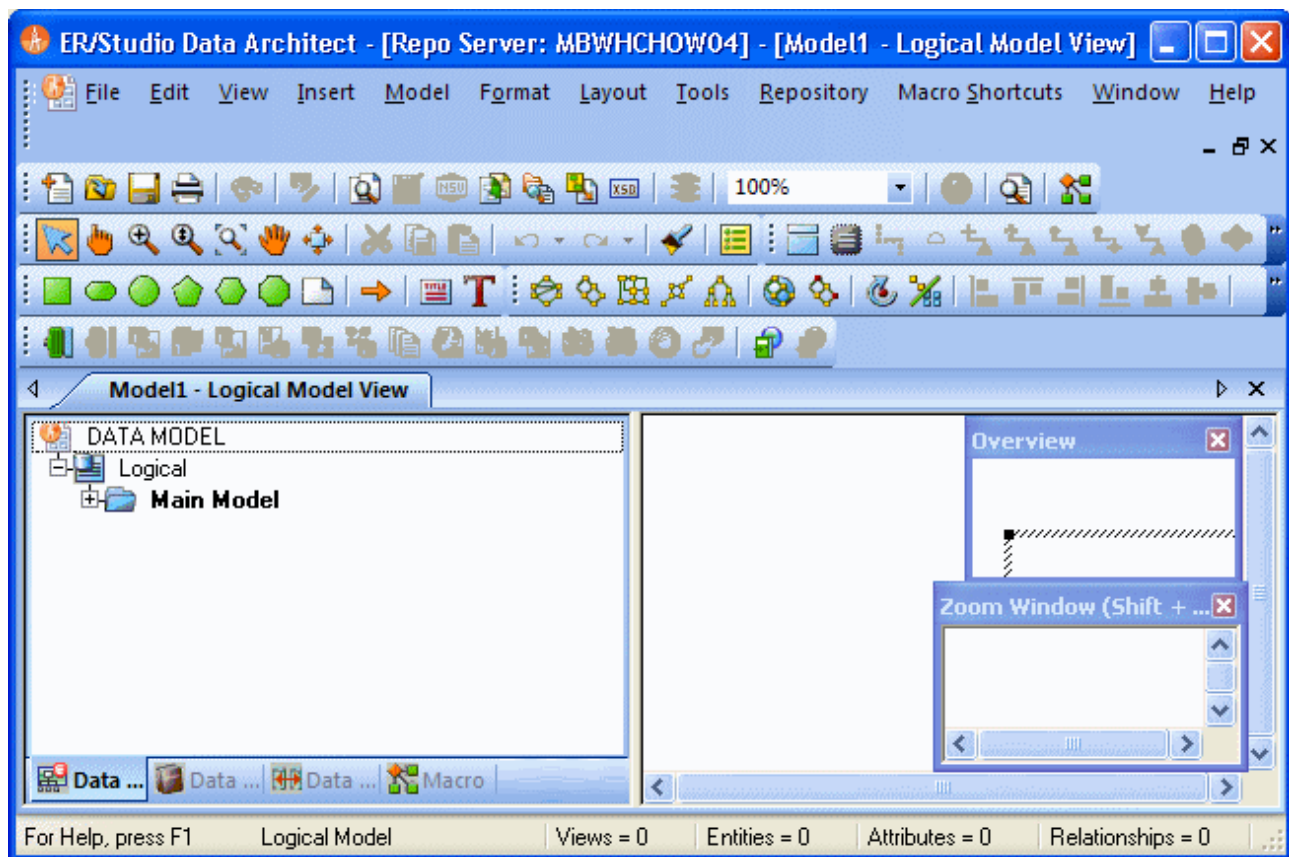 ER/Studio Data Architect - [Repo Server: MBWHCHOW04] - [Model1 - Logical Model View]
File Edit View Insert Model Format Layout Tools Repository Macro Shortcuts Window Help
NSU XSD 100%
TITLE T
Model1 - Logical Model View
DATA MODEL
Logical
Main Model
Overview
Zoom Window (Shift + ...
Data ... Data ... Data ... Macro
For Help, press F1 Logical Model Views = 0 Entities = 0 Attributes = 0 Relationships = 0